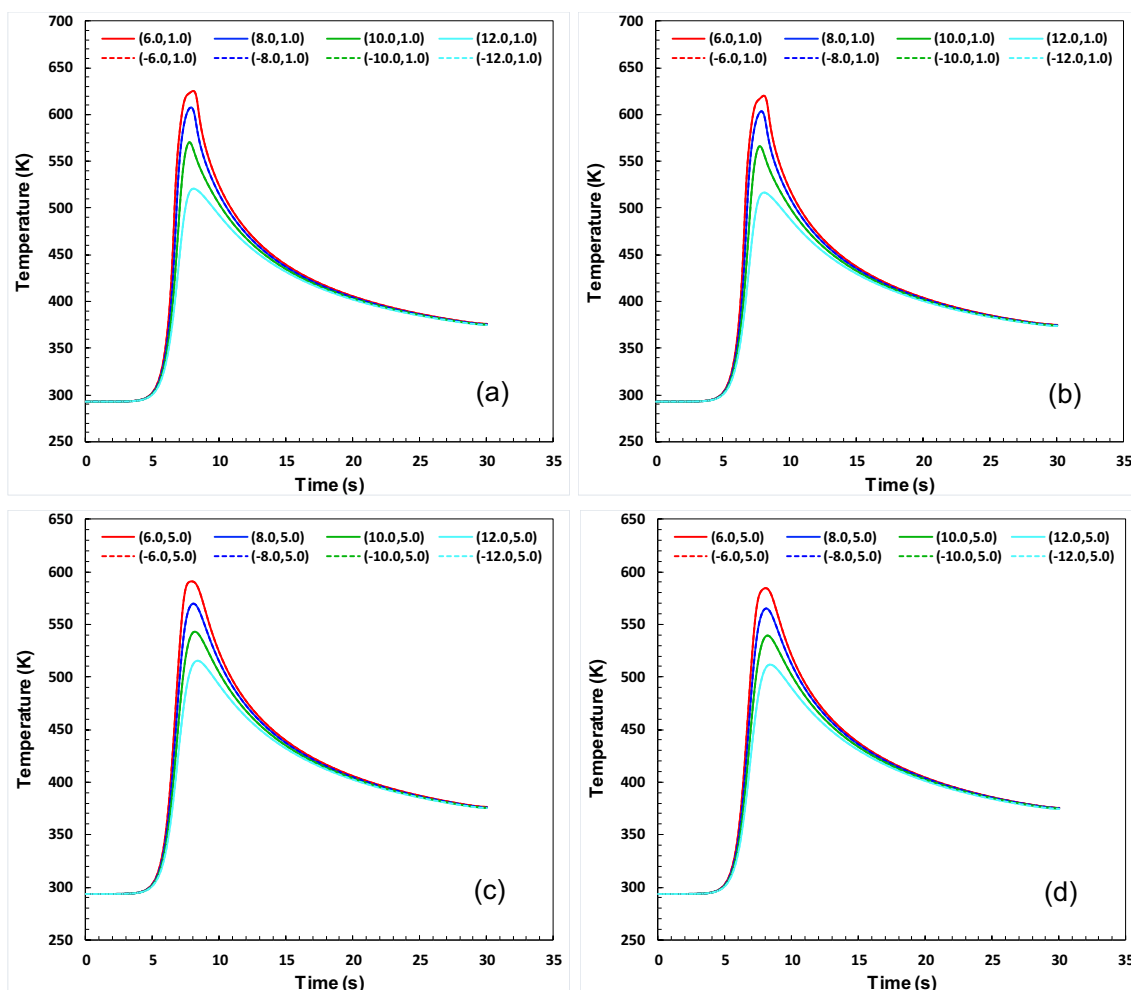 700
650
600
550
500
450
400
350
300
250
Temperature (K)
(6.0,1.0) (8.0,1.0) (10.0,1.0) (12.0,1.0)
(-6.0,1.0) (-8.0,1.0) (-10.0,1.0) (-12.0,1.0)
(a)
0 5 10 15 20 25 30 35
Time (s)
700
650
600
550
500
450
400
350
300
250
Temperature (K)
(6.0,1.0) (8.0,1.0) (10.0,1.0) (12.0,1.0)
(-6.0,1.0) (-8.0,1.0) (-10.0,1.0) (-12.0,1.0)
(b)
0 5 10 15 20 25 30 35
Time (s)
650
600
550
500
450
400
350
300
250
Temperature (K)
(6.0,5.0) (8.0,5.0) (10.0,5.0) (12.0,5.0)
(-6.0,5.0) (-8.0,5.0) (-10.0,5.0) (-12.0,5.0)
(c)
0 5 10 15 20 25 30 35
Time (s)
650
600
550
500
450
400
350
300
250
Temperature (K)
(6.0,5.0) (8.0,5.0) (10.0,5.0) (12.0,5.0)
(-6.0,5.0) (-8.0,5.0) (-10.0,5.0) (-12.0,5.0)
(d)
0 5 10 15 20 25 30 35
Time (s)